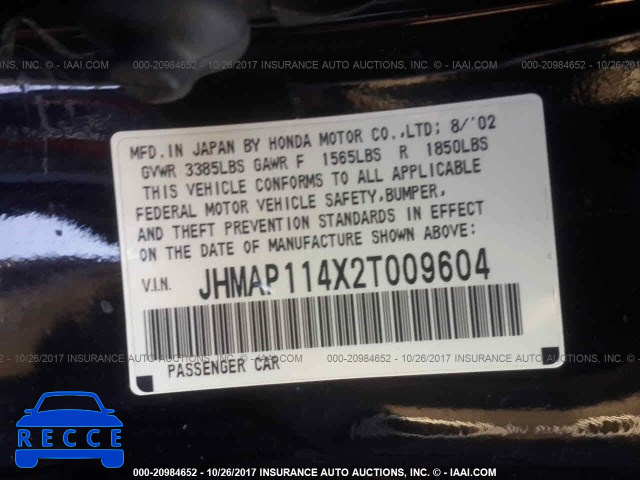 000-20984652 - 10/26/2017 INSURANCE AUTO AUCTIONS, INC. © - IAAI.COM
MFD.IN JAPAN BY HONDA MOTOR CO.,LTD; 8/'02
GVWR 3385LBS GAWR F 1565LBS R 1850LBS
THIS VEHICLE CONFORMS TO ALL APPLICABLE
FEDERAL MOTOR VEHICLE SAFETY,BUMPER,
AND THEFT PREVENTION STANDARDS IN EFFECT
ON THE DATE OF MANUFACTURE SHOWN ABOVE:
V.I.N. JHMAP114X2T009604
000-20984652 - 10/26/2017 INSURANCE AUTO AUCTIONS, INC. © - IAAI.COM
PASSENGER CAR
RECCE
000-20984652 - 10/26/2017 INSURANCE AUTO AUCTIONS, INC. © - IAAI.COM